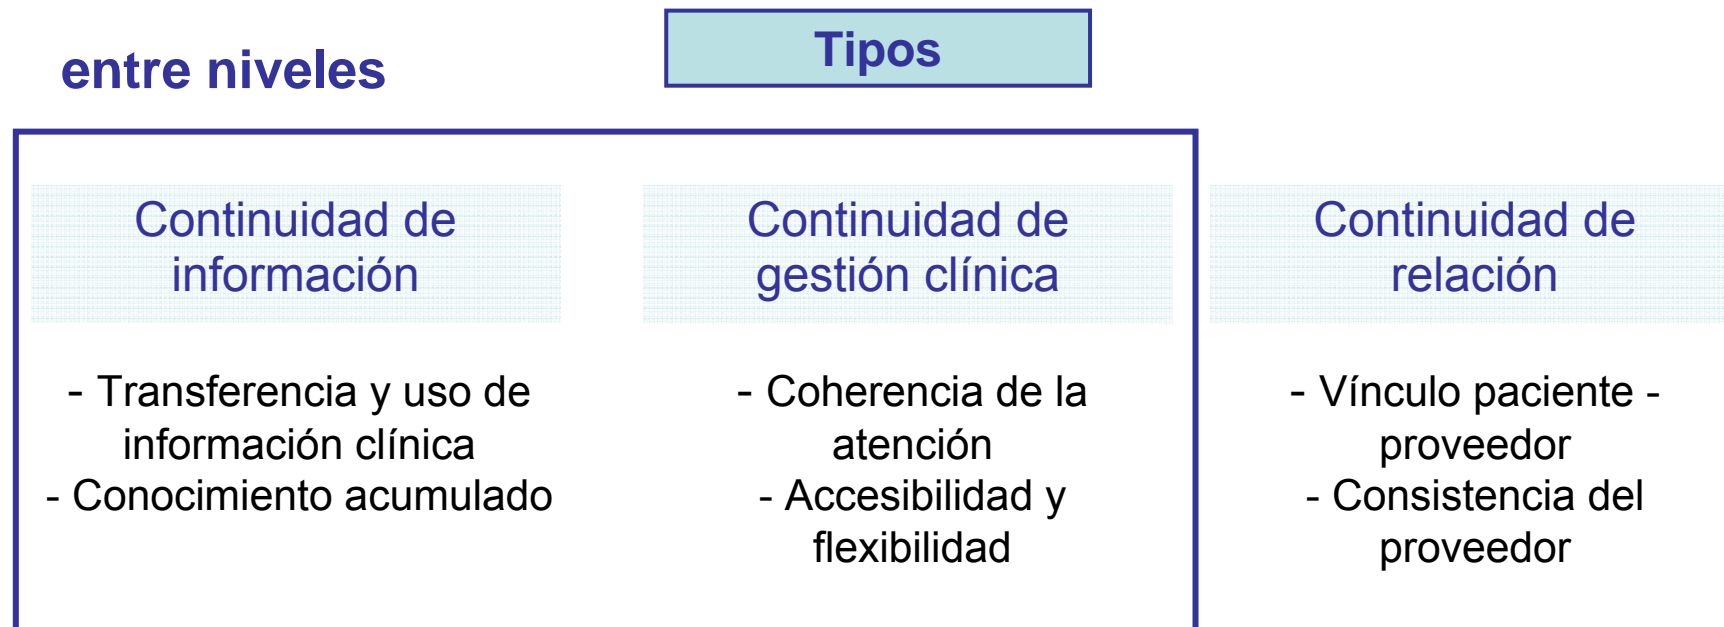 entre niveles
Tipos
Continuidad de
información
- Transferencia y uso de
información clínica
- Conocimiento acumulado
Continuidad de
gestión clínica
- Coherencia de la
atención
- Accesibilidad y
flexibilidad
Continuidad de
relación
- Vínculo paciente -
proveedor
- Consistencia del
proveedor